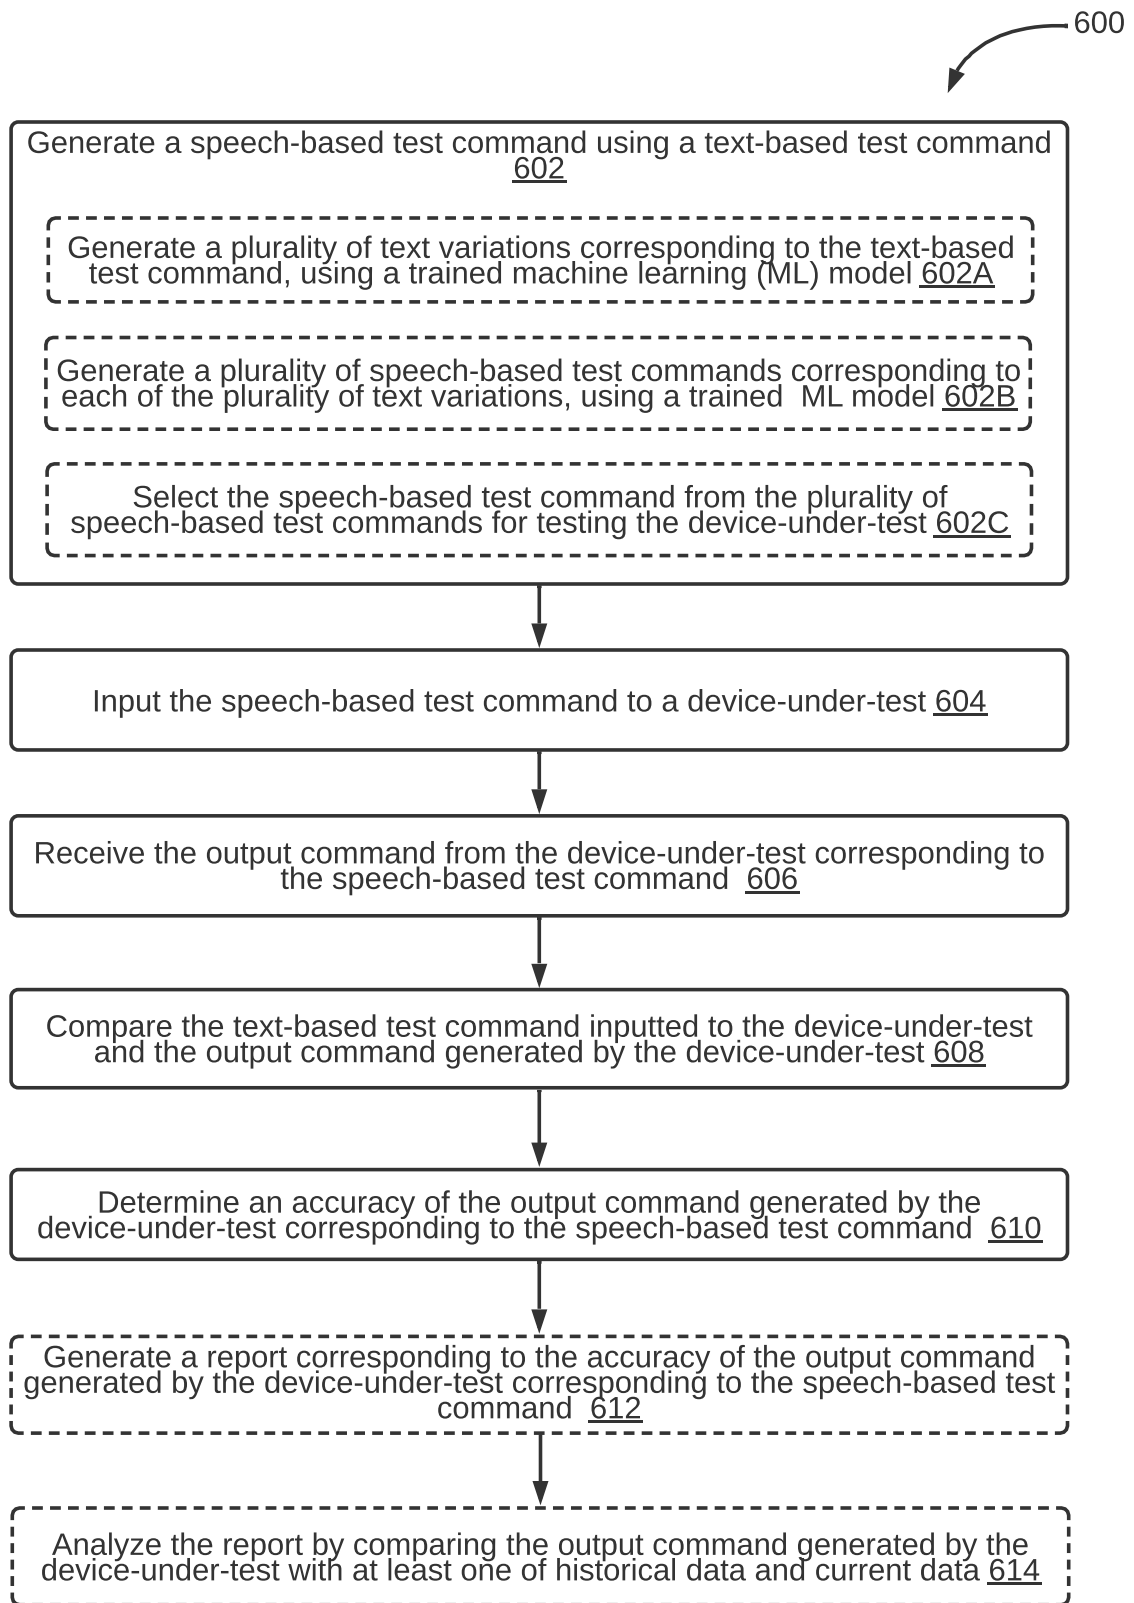 600
Generate a speech-based test command using a text-based test command
602
Generate a plurality of text variations corresponding to the text-based
test command, using a trained machine learning (ML) model 602A
Generate a plurality of speech-based test commands corresponding to
each of the plurality of text variations, using a trained  ML model 602B
Select the speech-based test command from the plurality of
speech-based test commands for testing the device-under-test 602C
Input the speech-based test command to a device-under-test 604
Receive the output command from the device-under-test corresponding to
the speech-based test command  606
Compare the text-based test command inputted to the device-under-test
and the output command generated by the device-under-test 608
Determine an accuracy of the output command generated by the
device-under-test corresponding to the speech-based test command  610
Generate a report corresponding to the accuracy of the output command
generated by the device-under-test corresponding to the speech-based test
command  612
Analyze the report by comparing the output command generated by the
device-under-test with at least one of historical data and current data 614